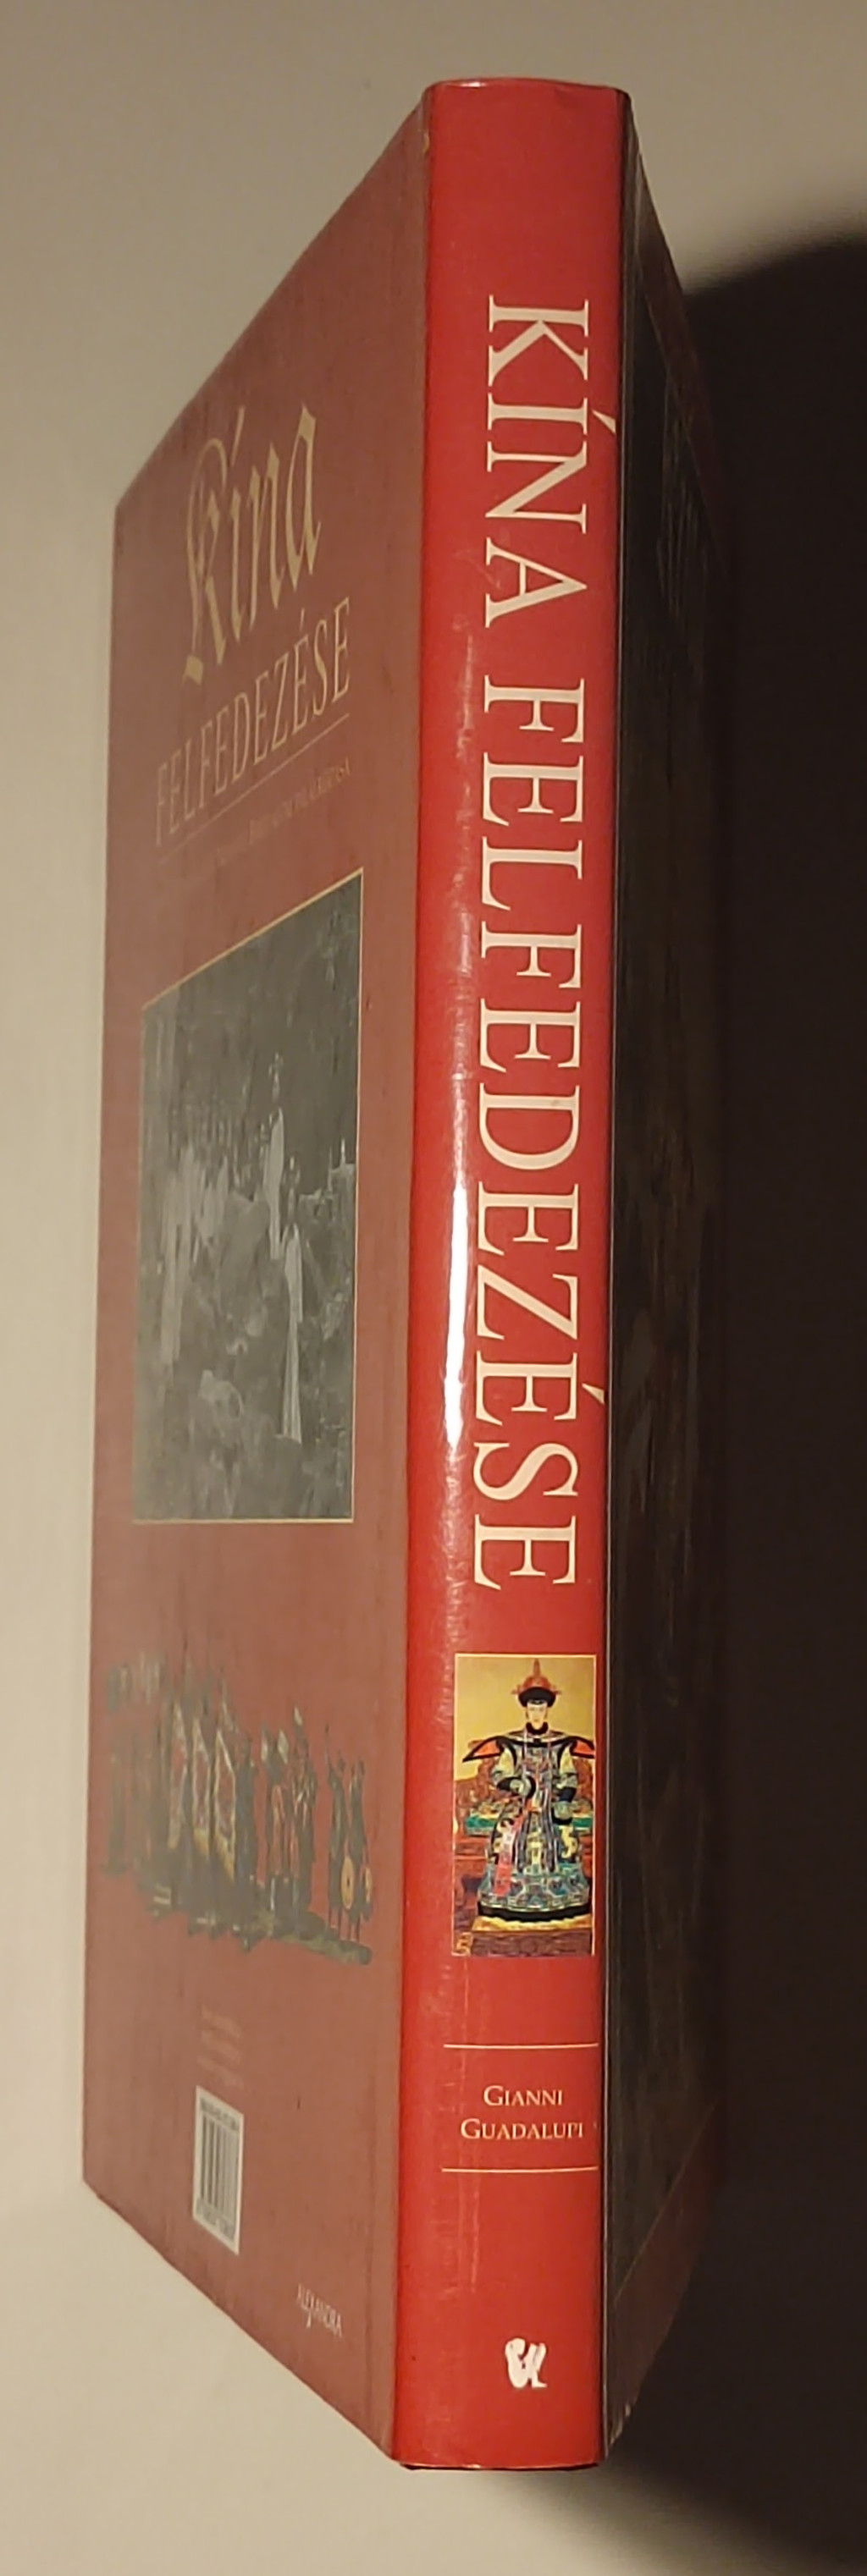 KÍNA FELFEDEZÉSE
GIANNI
GUADALUPI
Kína
FELFEDEZÉSE
ALEXANDRA